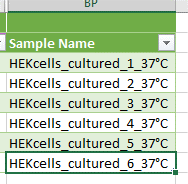 BP
Sample Name
HEKcells_cultured_1_37°C
HEKcells_cultured_2_37°C
HEKcells_cultured_3_37°C
HEKcells_cultured_4_37°C
HEKcells_cultured_5_37°C
HEKcells_cultured_6_37°C